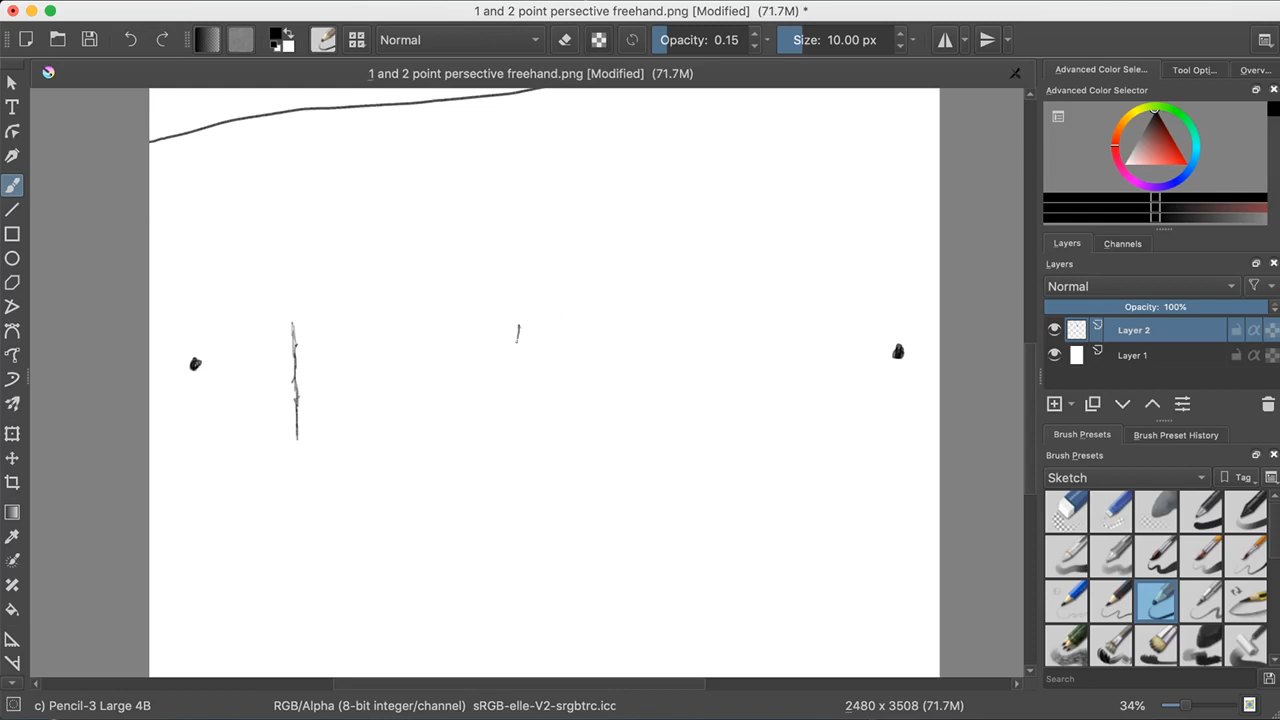 1 and 2 point persective freehand.png [Modified] (71.7M) *
Normal
Opacity: 0.15
Size: 10.00 px
1 and 2 point persective freehand.png [Modified] (71.7M)
Advanced Color Sele...
Tool Opti...
Overv...
Advanced Color Selector
Layers
Channels
Layers
Normal
Opacity: 100%
Layer 2
Layer 1
Brush Presets
Brush Preset History
Brush Presets
Sketch
Tag
Search
c) Pencil-3 Large 4B
RGB/Alpha (8-bit integer/channel) sRGB-elle-V2-srgbtrc.icc
2480 x 3508 (71.7M)
34%